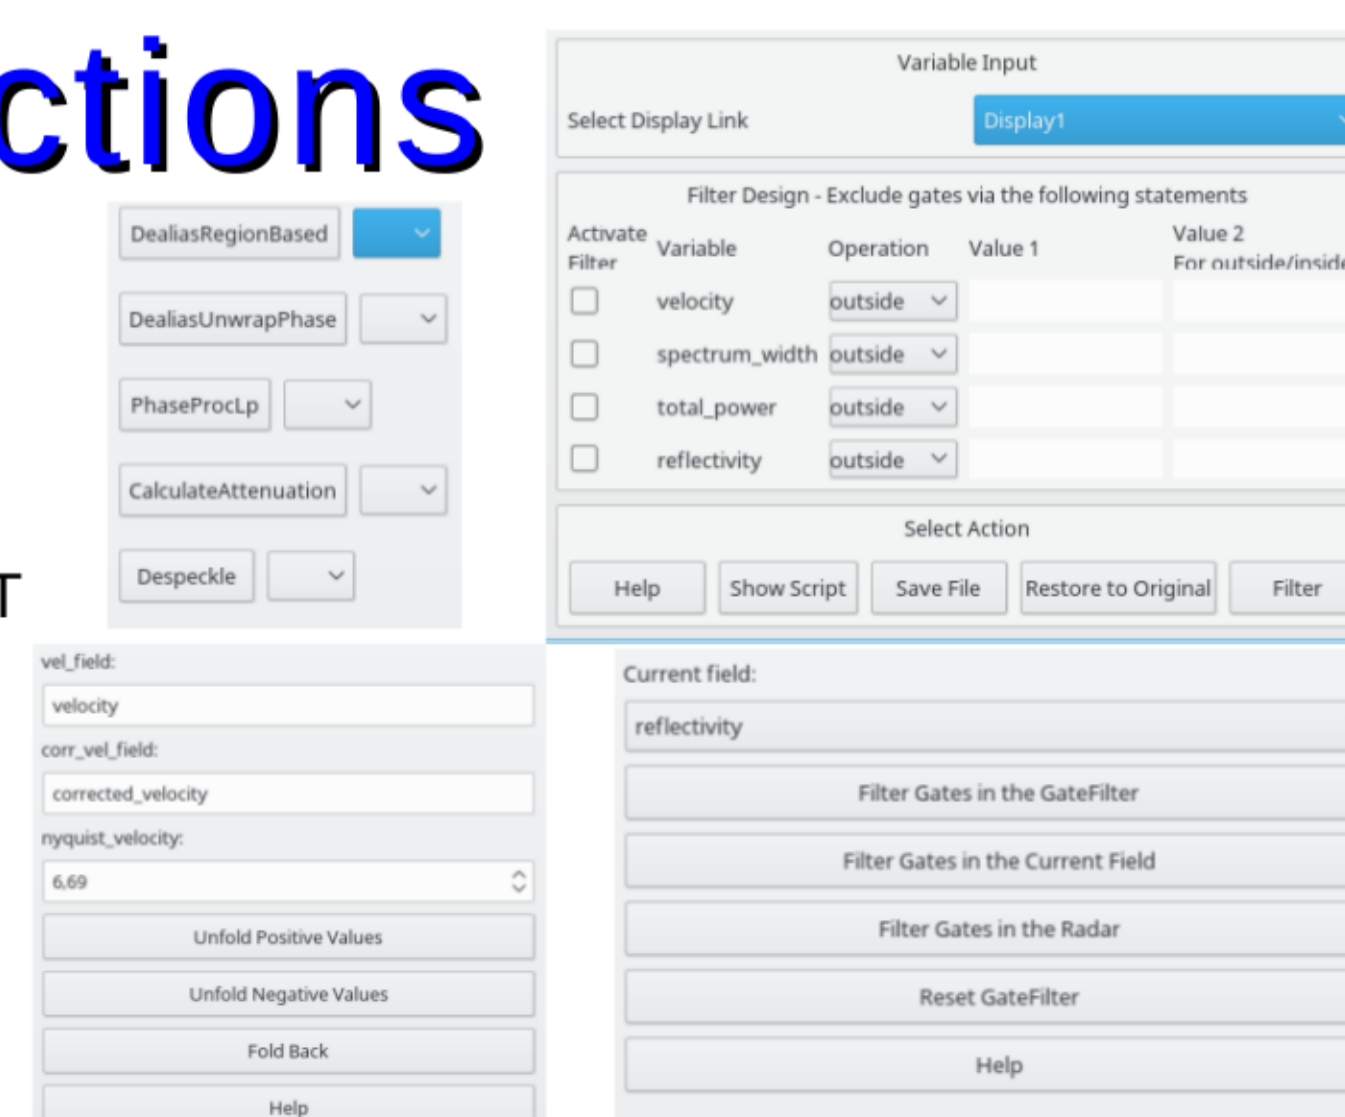 ctions
DealiasRegionBased
DealiasUnwrapPhase
PhaseProcLp
CalculateAttenuation
Despeckle
T
Variable Input
Select Display Link Display1
Filter Design - Exclude gates via the following statements
Activate Filter Variable Operation Value 1 Value 2 For outside/inside
velocity outside
spectrum_width outside
total_power outside
reflectivity outside
Select Action
Help Show Script Save File Restore to Original Filter
vel_field:
velocity
corr_vel_field:
corrected_velocity
nyquist_velocity:
6,69
Unfold Positive Values
Unfold Negative Values
Fold Back
Help
Current field:
reflectivity
Filter Gates in the GateFilter
Filter Gates in the Current Field
Filter Gates in the Radar
Reset GateFilter
Help